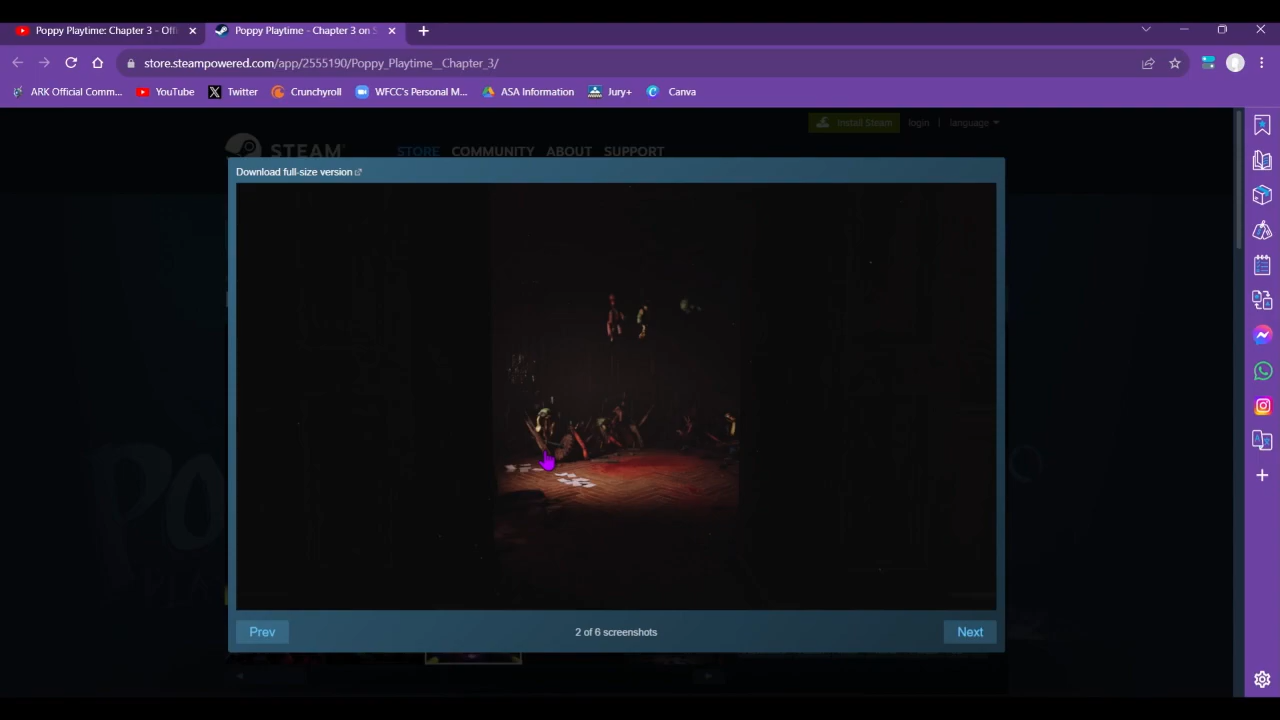 Poppy Playtime: Chapter 3 - Offi
Poppy Playtime - Chapter 3 on S
store.steampowered.com/app/2555190/Poppy_Playtime__Chapter_3/
ARK Official Comm... YouTube Twitter Crunchyroll WFCC's Personal M... ASA Information Jury+ Canva
Install Steam login | language
STEAM STORE COMMUNITY ABOUT SUPPORT
Download full-size version
Prev 2 of 6 screenshots Next